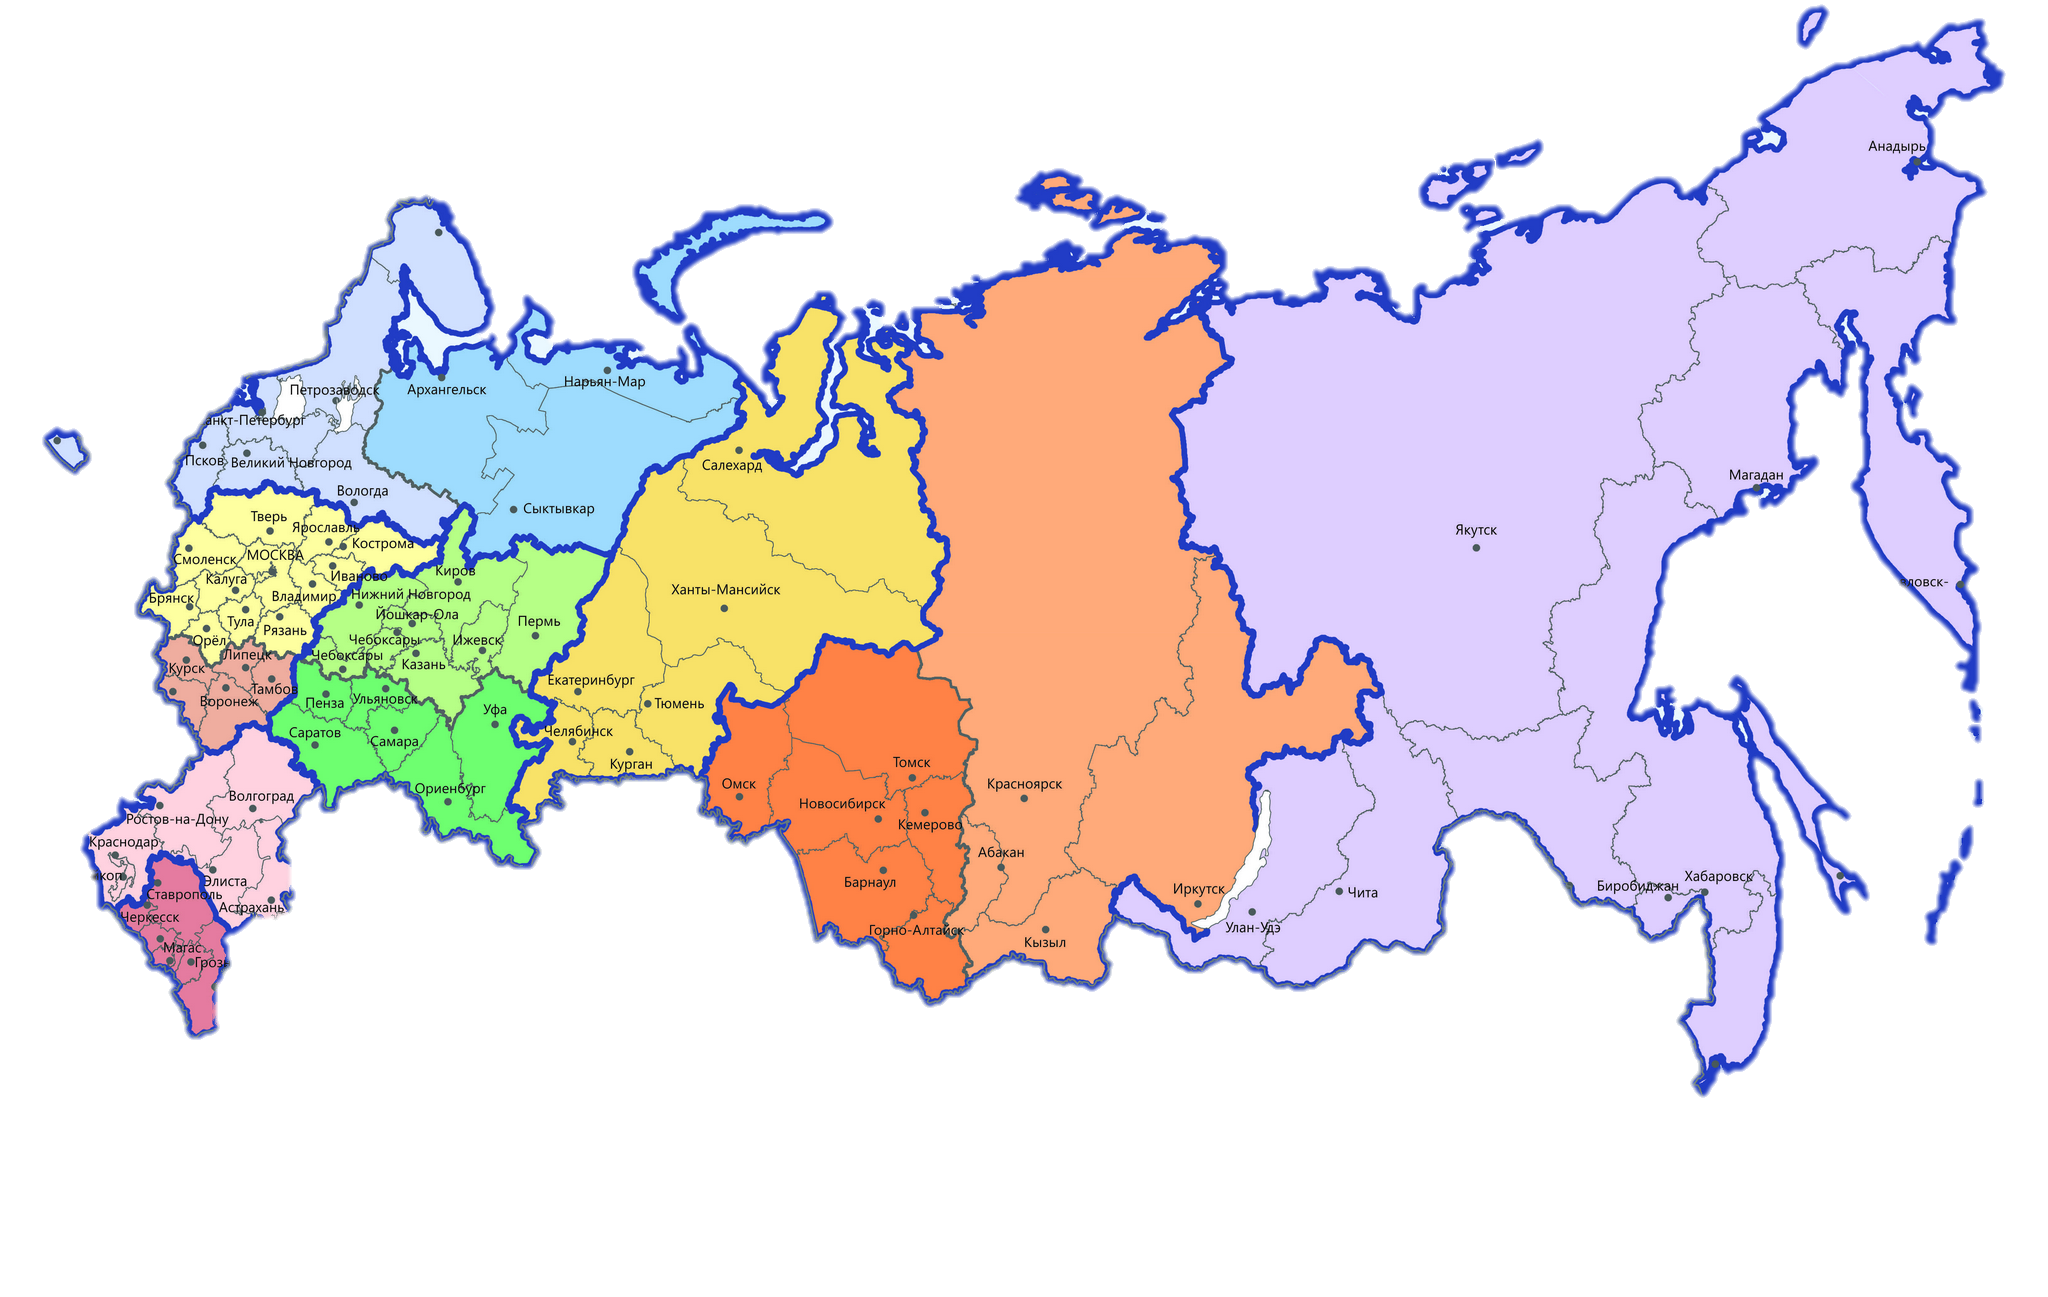 Анадырь
Петрозаводск
Архангельск
Нарьян-Мар
анкт-Петербург
Псков
Великий Новгород
Салехард
Вологда
Магадан
Сыктывкар
Тверь
Ярославль
Кострома
Якутск
Смоленск
МОСКВА
Иваново
Калуга
Киров
Ханты-Мансийск
ловск-
Брянск
Владимир
Нижний Новгород
Йошкар-Ола
Тула
Рязань
Пермь
Орёл
Чебоксары
Ижевск
Липецк
Чебоксары
Казань
Курск
Екатеринбург
Тамбов
Воронеж
Пенза
Ульяновск
Уфа
Тюмень
Саратов
Самара
Челябинск
Курган
Томск
Омск
Красноярск
Ориенбург
Волгоград
Новосибирск
Ростов-на-Дону
Кемерово
Краснодар
Абакан
коп
Элиста
Барнаул
Хабаровск
Биробиджан
Иркутск
Чита
Ставрополь
Астрахань
Черкесск
Улан-Удэ
Горно-Алтайск
Кызыл
Магас
Грозн